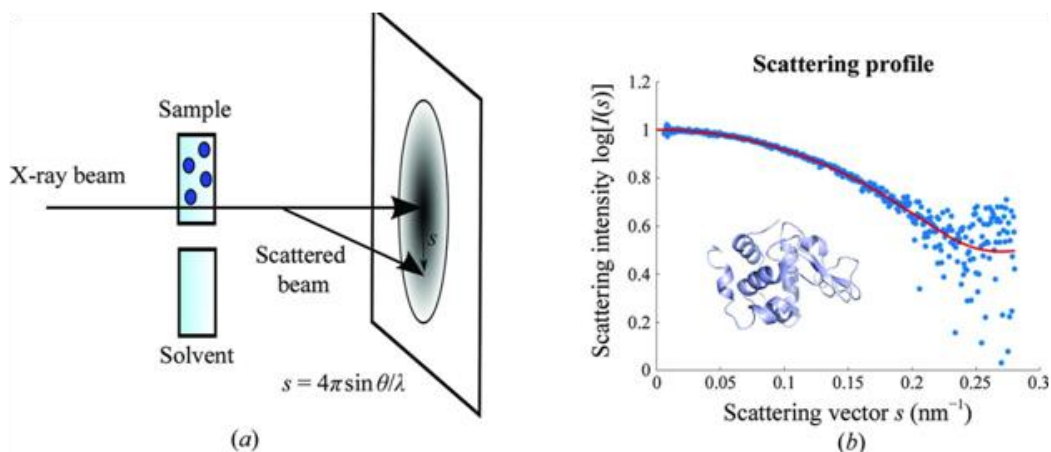 Sample
X-ray beam
Scattered
beam
s
Solvent
s = 4π sin θ/λ
(a)
Scattering profile
Scattering intensity log[I(s)]
1.2
1
0.8
0.6
0.4
0.2
0
0
0.05
0.1
0.15
0.2
0.25
0.3
Scattering vector s (nm⁻¹)
(b)